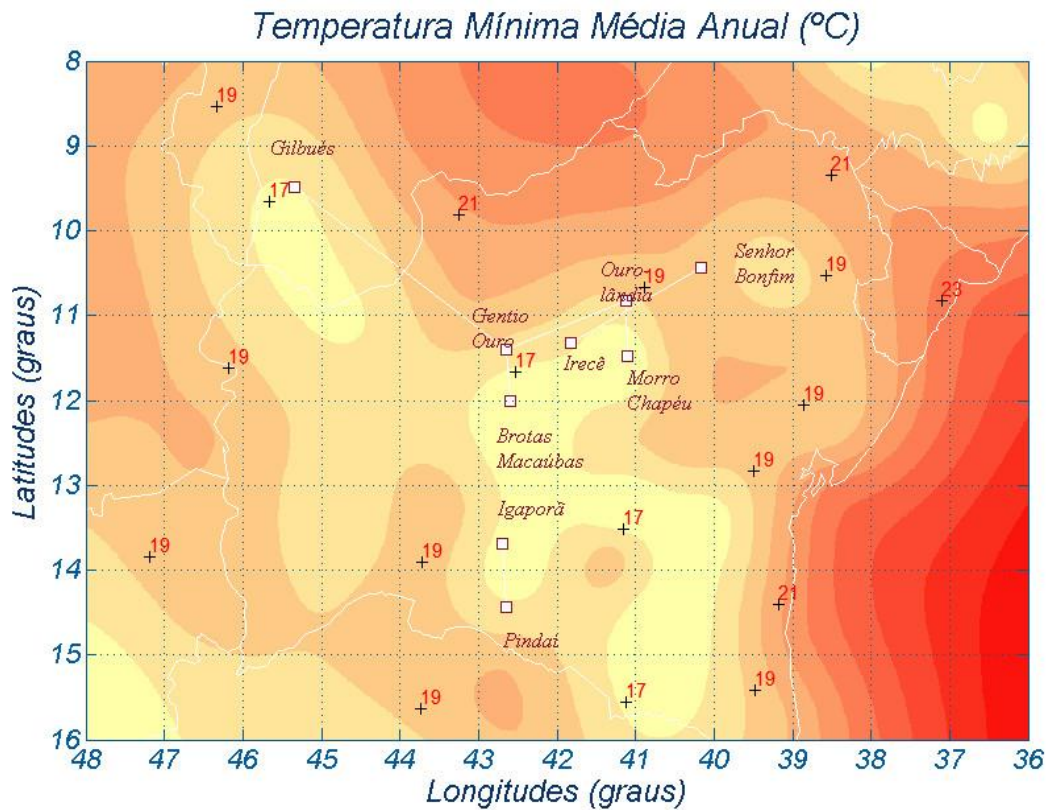 Temperatura Mínima Média Anual (ºC)
8
9
10
11
12
13
14
15
16
Latitudes (graus)
19
Gilbués
17
21
21
Senhor
Bonfim
19
Ouro
lândia
19
23
Gentio
Ouro
17
Irecê
Morro
Chapéu
19
19
Brotas
Macaúbas
19
Igaporã
17
19
19
21
Pindaí
19
17
19
48 47 46 45 44 43 42 41 40 39 38 37 36
Longitudes (graus)